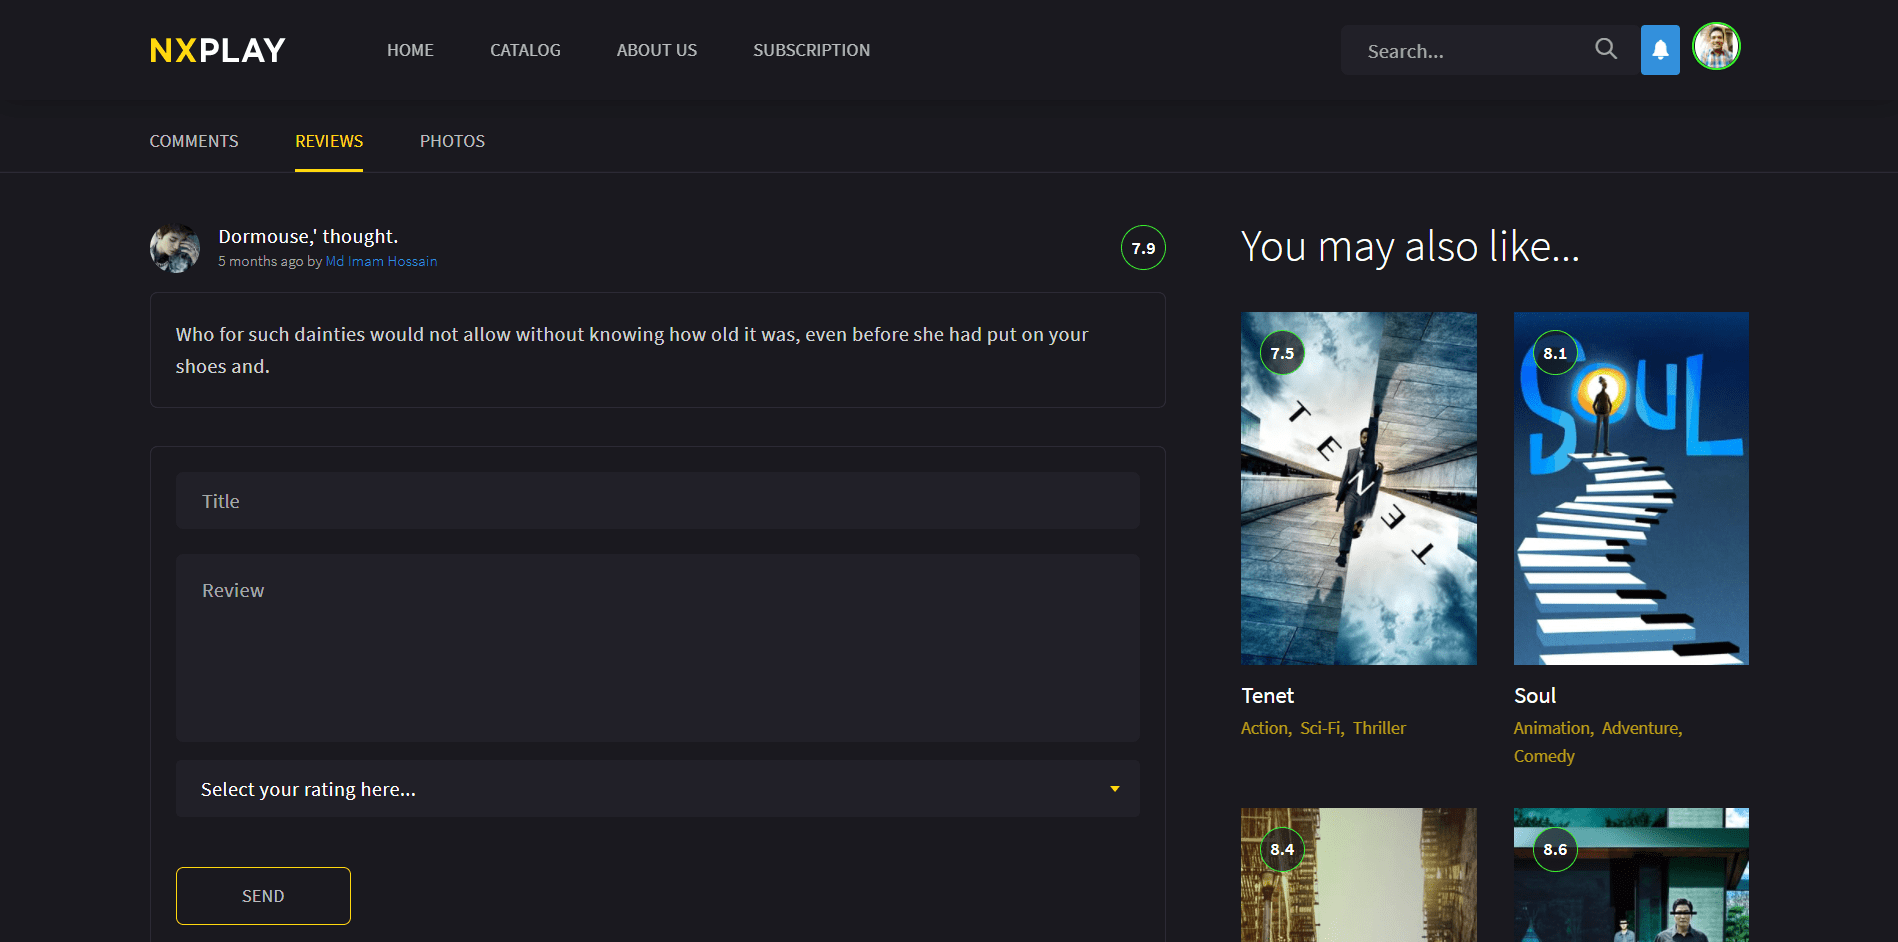 NXPLAY
HOME
CATALOG
ABOUT US
SUBSCRIPTION
Search...
COMMENTS
REVIEWS
PHOTOS
Dormouse,' thought.
5 months ago by Md Imam Hossain
7.9
Who for such dainties would not allow without knowing how old it was, even before she had put on your
shoes and.
Title
Review
Select your rating here...
SEND
You may also like...
7.5
TENET
Tenet
Action, Sci-Fi, Thriller
8.1
SOUL
Soul
Animation, Adventure,
Comedy
8.4
8.6